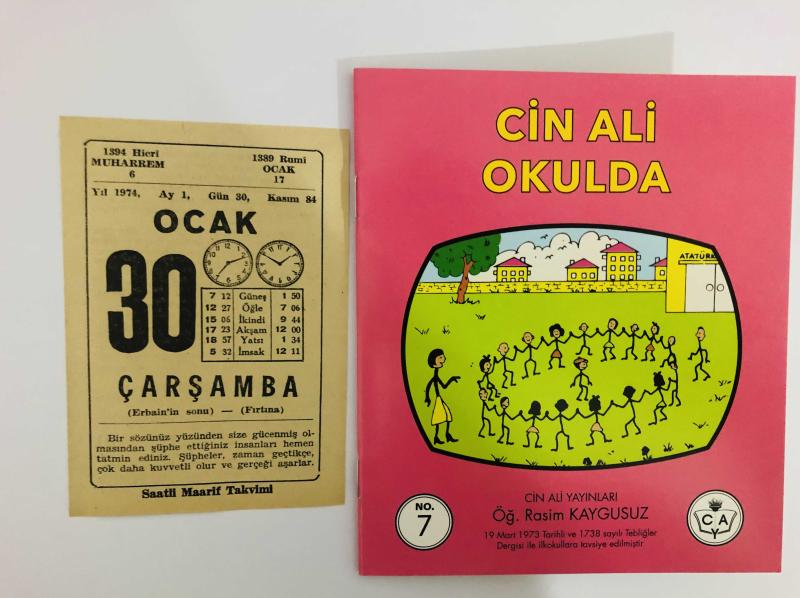 1394 Hicrî
MUHARREM
6
1389 Rumi
OCAK
17
Yıl 1974, Ay 1, Gün 30, Kasım 84
OCAK
30
7 12 Güneş 1 50
12 27 Öğle 7 06
15 06 İkindi 9 44
17 23 Akşam 12 00
18 57 Yatsı 1 34
5 32 İmsak 12 11
ÇARŞAMBA
(Erbain'in sonu) — (Fırtına)
Bir sözünüz yüzünden size gücenmiş ol-
masından şüphe ettiğiniz insanları hemen
tatmin ediniz. Şüpheler, zaman geçtikçe,
çok daha kuvvetli olur ve gerçeği aşarlar.
Saatli Maarif Takvimi
CİN ALİ
OKULDA
ATATÜRK
CİN ALİ YAYINLARI
Öğ. Rasim KAYGUSUZ
19 Mart 1973 Tarihli ve 1738 sayılı Tebliğler
Dergisi ile ilkokullara tavsiye edilmiştir
NO.
7
C A
Y